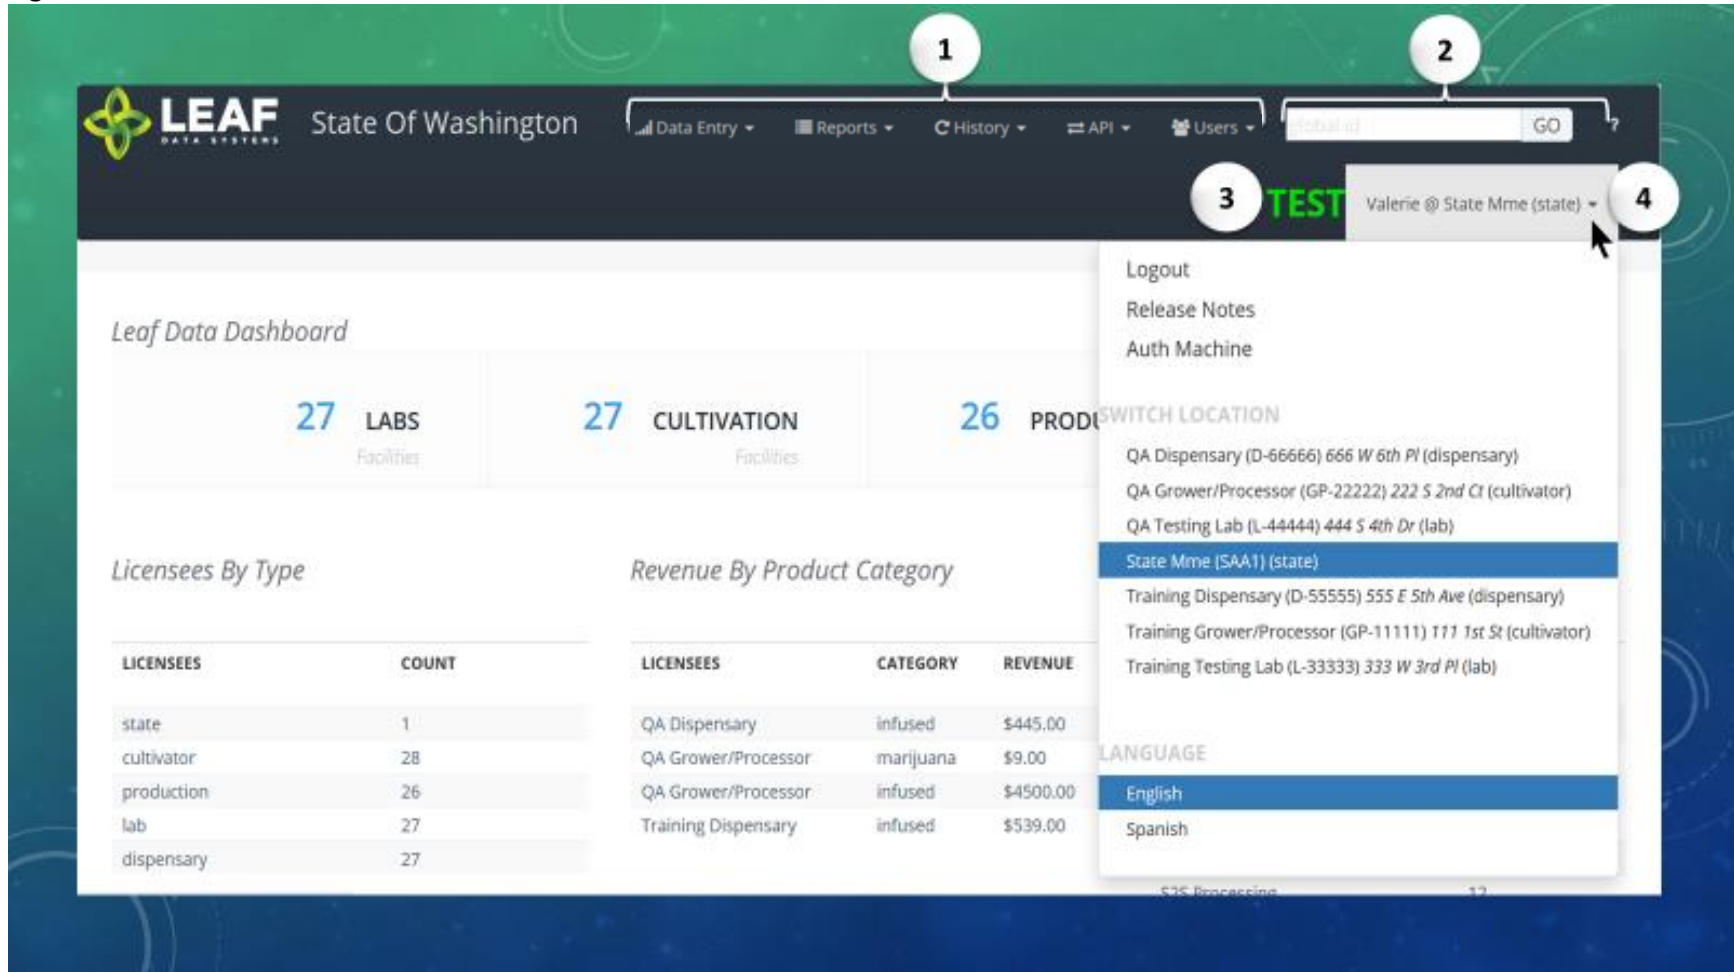 1
2
LEAF
DATA SYSTEMS
State Of Washington
Data Entry
Reports
History
API
Users
global id
GO
?
3
TEST
Valerie @ State Mme (state)
4
Logout
Release Notes
Auth Machine
Leaf Data Dashboard
27 LABS
Facilities
27 CULTIVATION
Facilities
26 PRODU
SWITCH LOCATION
QA Dispensary (D-66666) 666 W 6th Pl (dispensary)
QA Grower/Processor (GP-22222) 222 S 2nd Ct (cultivator)
QA Testing Lab (L-44444) 444 S 4th Dr (lab)
State Mme (SAA1) (state)
Training Dispensary (D-55555) 555 E 5th Ave (dispensary)
Training Grower/Processor (GP-11111) 111 1st St (cultivator)
Training Testing Lab (L-33333) 333 W 3rd Pl (lab)
LANGUAGE
English
Spanish
Licensees By Type
LICENSEES COUNT
state 1
cultivator 28
production 26
lab 27
dispensary 27
Revenue By Product Category
LICENSEES CATEGORY REVENUE
QA Dispensary infused $445.00
QA Grower/Processor marijuana $9.00
QA Grower/Processor infused $4500.00
Training Dispensary infused $539.00
Processing 12